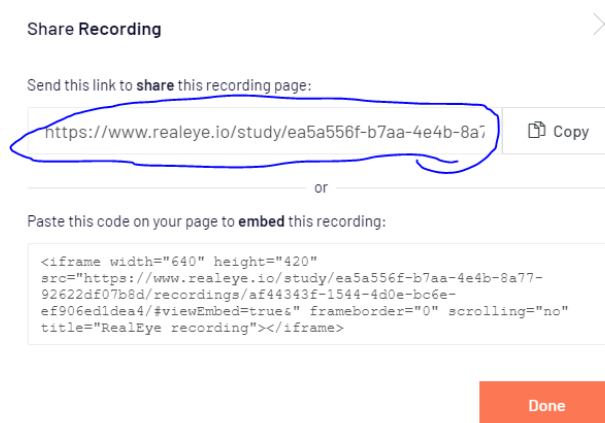 Share Recording
Send this link to share this recording page:
https://www.realeye.io/study/ea5a556f-b7aa-4e4b-8a7
Copy
or
Paste this code on your page to embed this recording:
<iframe width="640" height="420"
src="https://www.realeye.io/study/ea5a556f-b7aa-4e4b-8a77-
92622df07b8d/recordings/af44343f-1544-4d0e-bc6e-
ef906ed1dea4/#viewEmbed=true&" frameborder="0" scrolling="no"
title="RealEye recording"></iframe>
Done